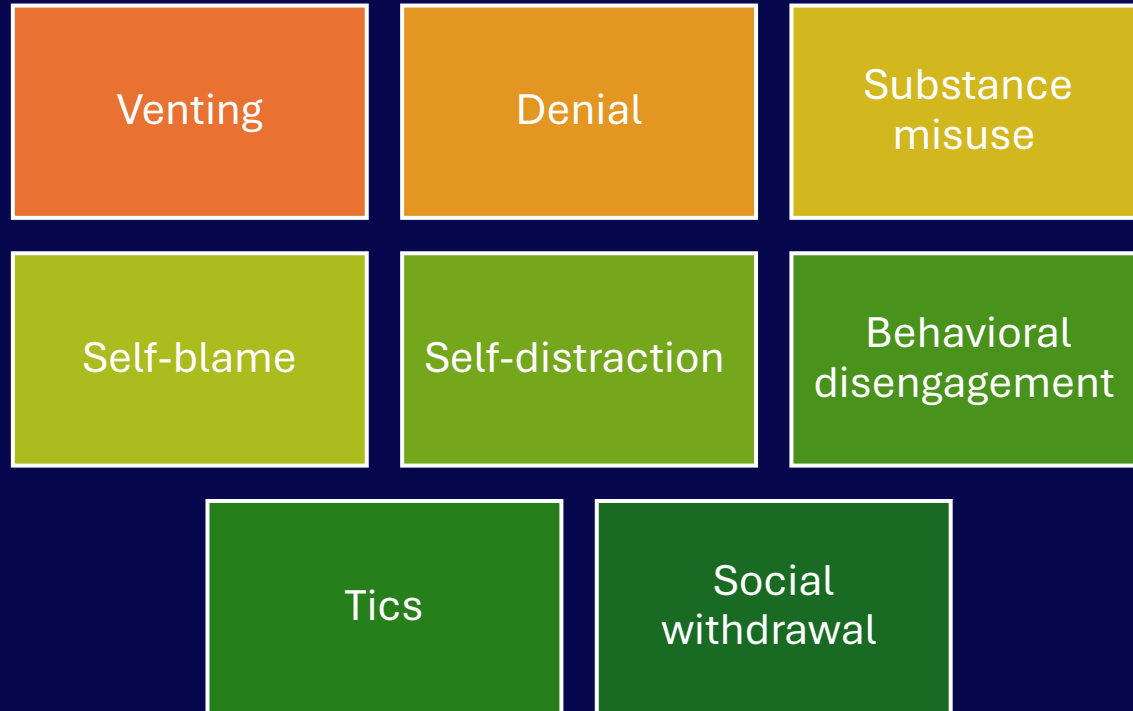 Venting
Denial
Substance
misuse
Self-blame
Self-distraction
Behavioral
disengagement
Tics
Social
withdrawal